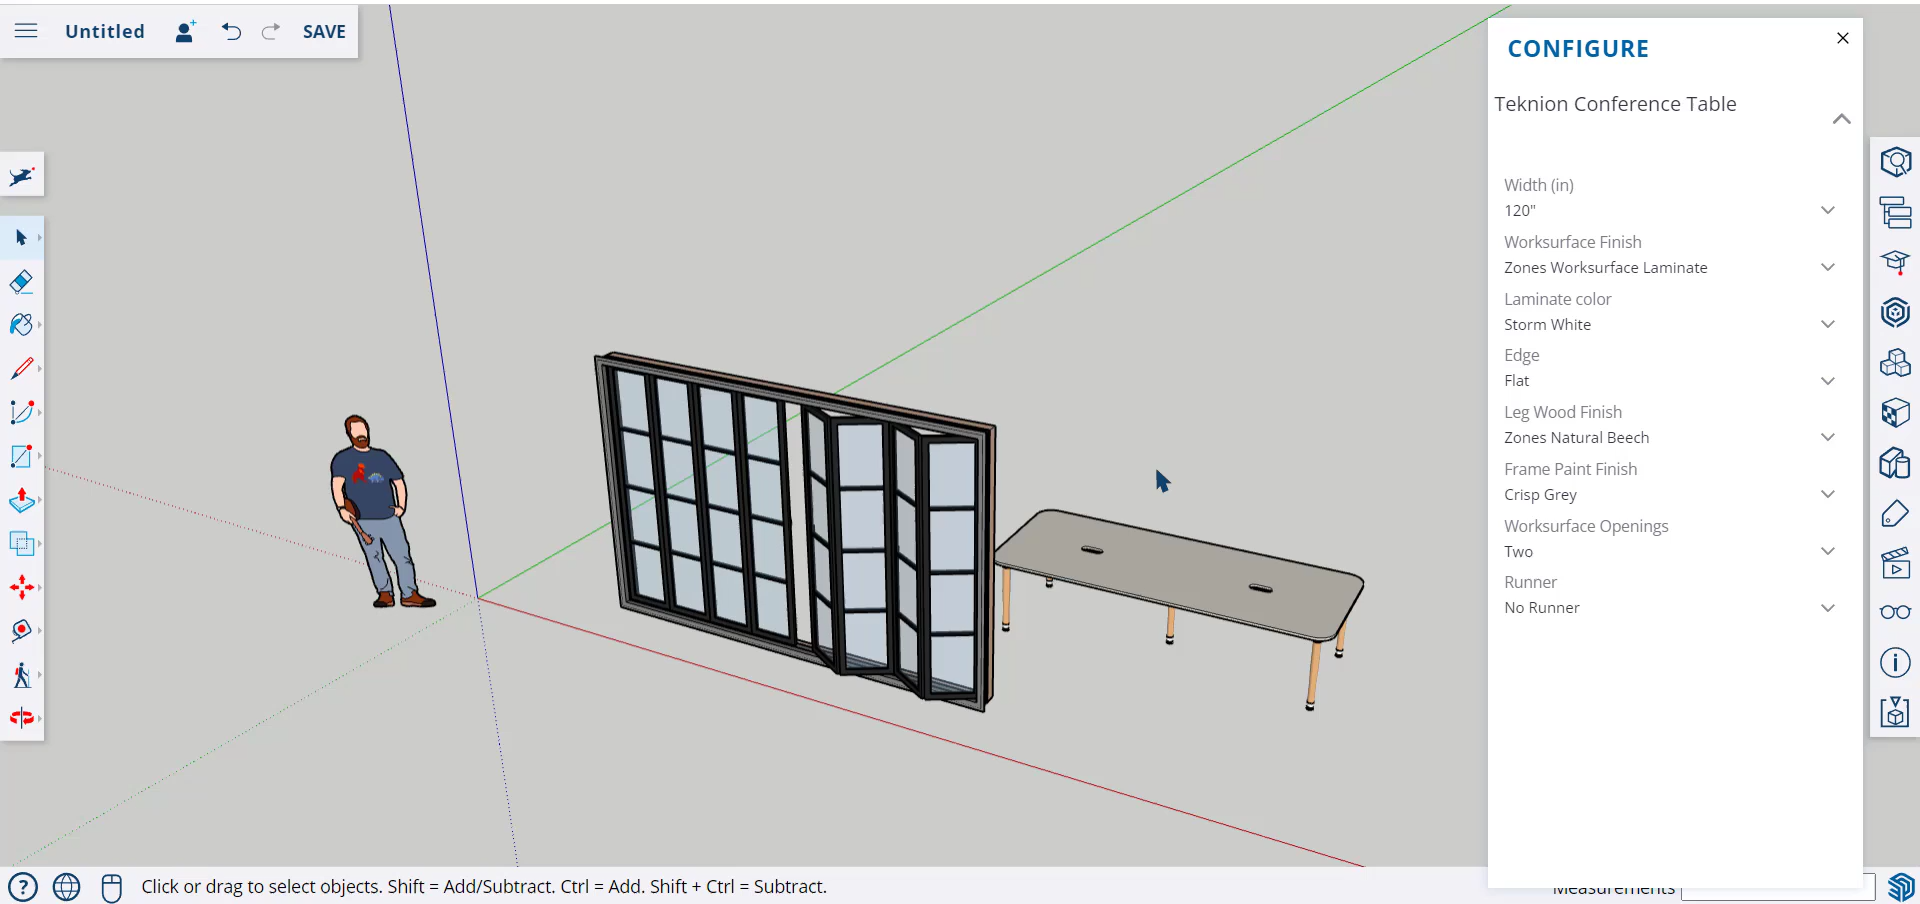 Untitled
SAVE
CONFIGURE
Teknion Conference Table
Width (in)
120"
Worksurface Finish
Zones Worksurface Laminate
Laminate color
Storm White
Edge
Flat
Leg Wood Finish
Zones Natural Beech
Frame Paint Finish
Crisp Grey
Worksurface Openings
Two
Runner
No Runner
Click or drag to select objects. Shift = Add/Subtract. Ctrl = Add. Shift + Ctrl = Subtract.
Measurements